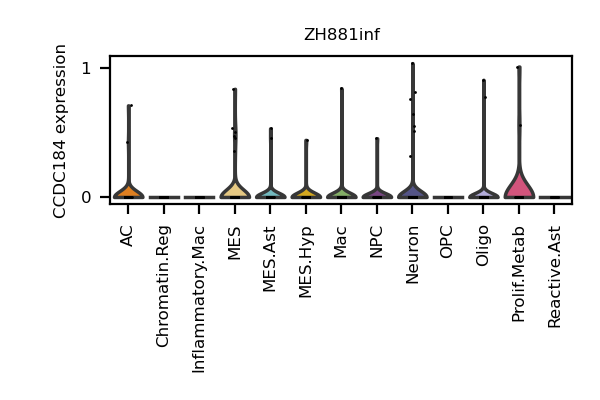 ZH881inf
CCDC184 expression
1
0
AC
Chromatin.Reg
Inflammatory.Mac
MES
MES.Ast
MES.Hyp
Mac
NPC
Neuron
OPC
Oligo
Prolif.Metab
Reactive.Ast